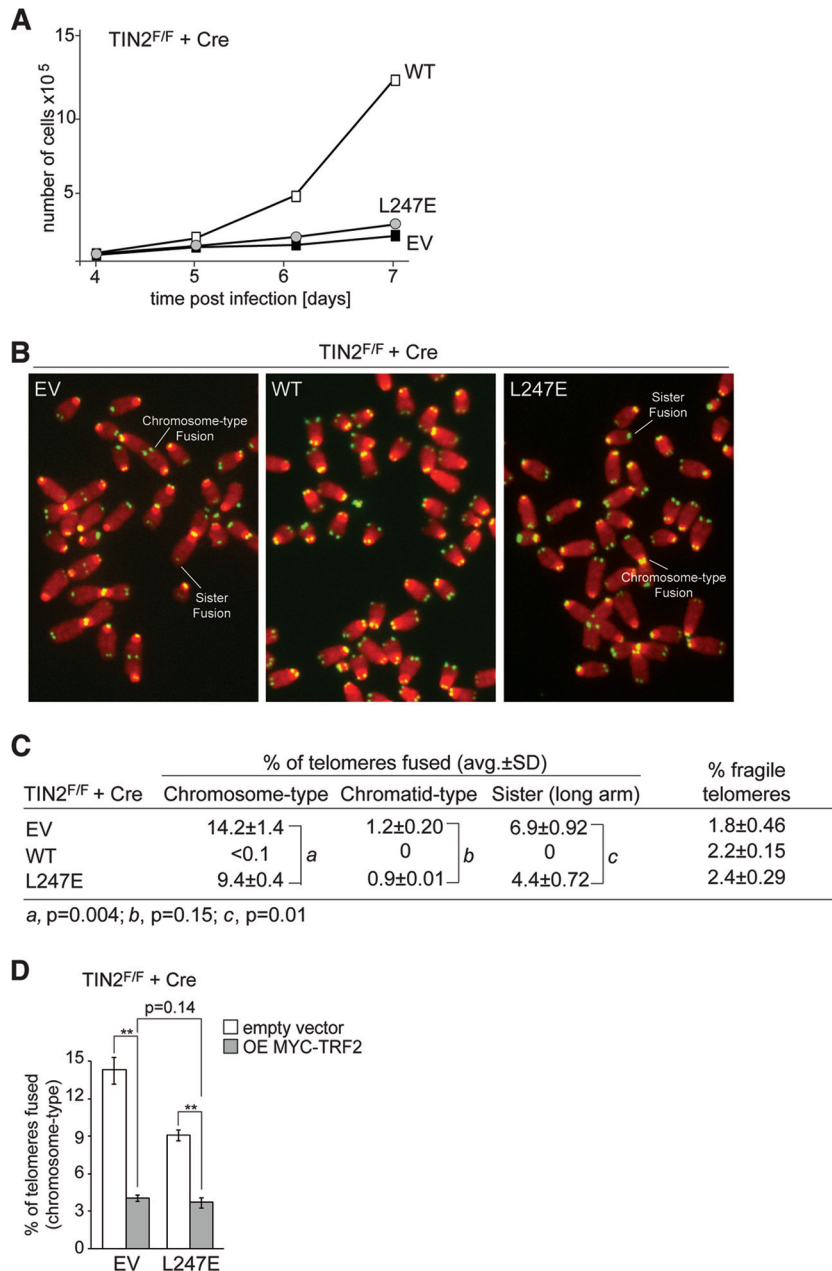 A
TIN2F/F + Cre
number of cells x10 5
15
10
5
WT
L247E
EV
4 5 6 7
time post infection [days]
B
TIN2F/F + Cre
EV
Chromosome-type
Fusion
Sister
Fusion
WT
L247E
Sister
Fusion
Chromosome-type
Fusion
C
% of telomeres fused (avg.±SD)
% fragile
telomeres
TIN2F/F + Cre Chromosome-type Chromatid-type Sister (long arm)
EV 14.2±1.4 1.2±0.20 6.9±0.92 1.8±0.46
WT <0.1 a 0 b 0 c 2.2±0.15
L247E 9.4±0.4 0.9±0.01 4.4±0.72 2.4±0.29
a, p=0.004; b, p=0.15; c, p=0.01
D
TIN2F/F + Cre
p=0.14
**
**
empty vector
OE MYC-TRF2
% of telomeres fused
(chromosome-type)
15
12
9
6
3
0
EV L247E